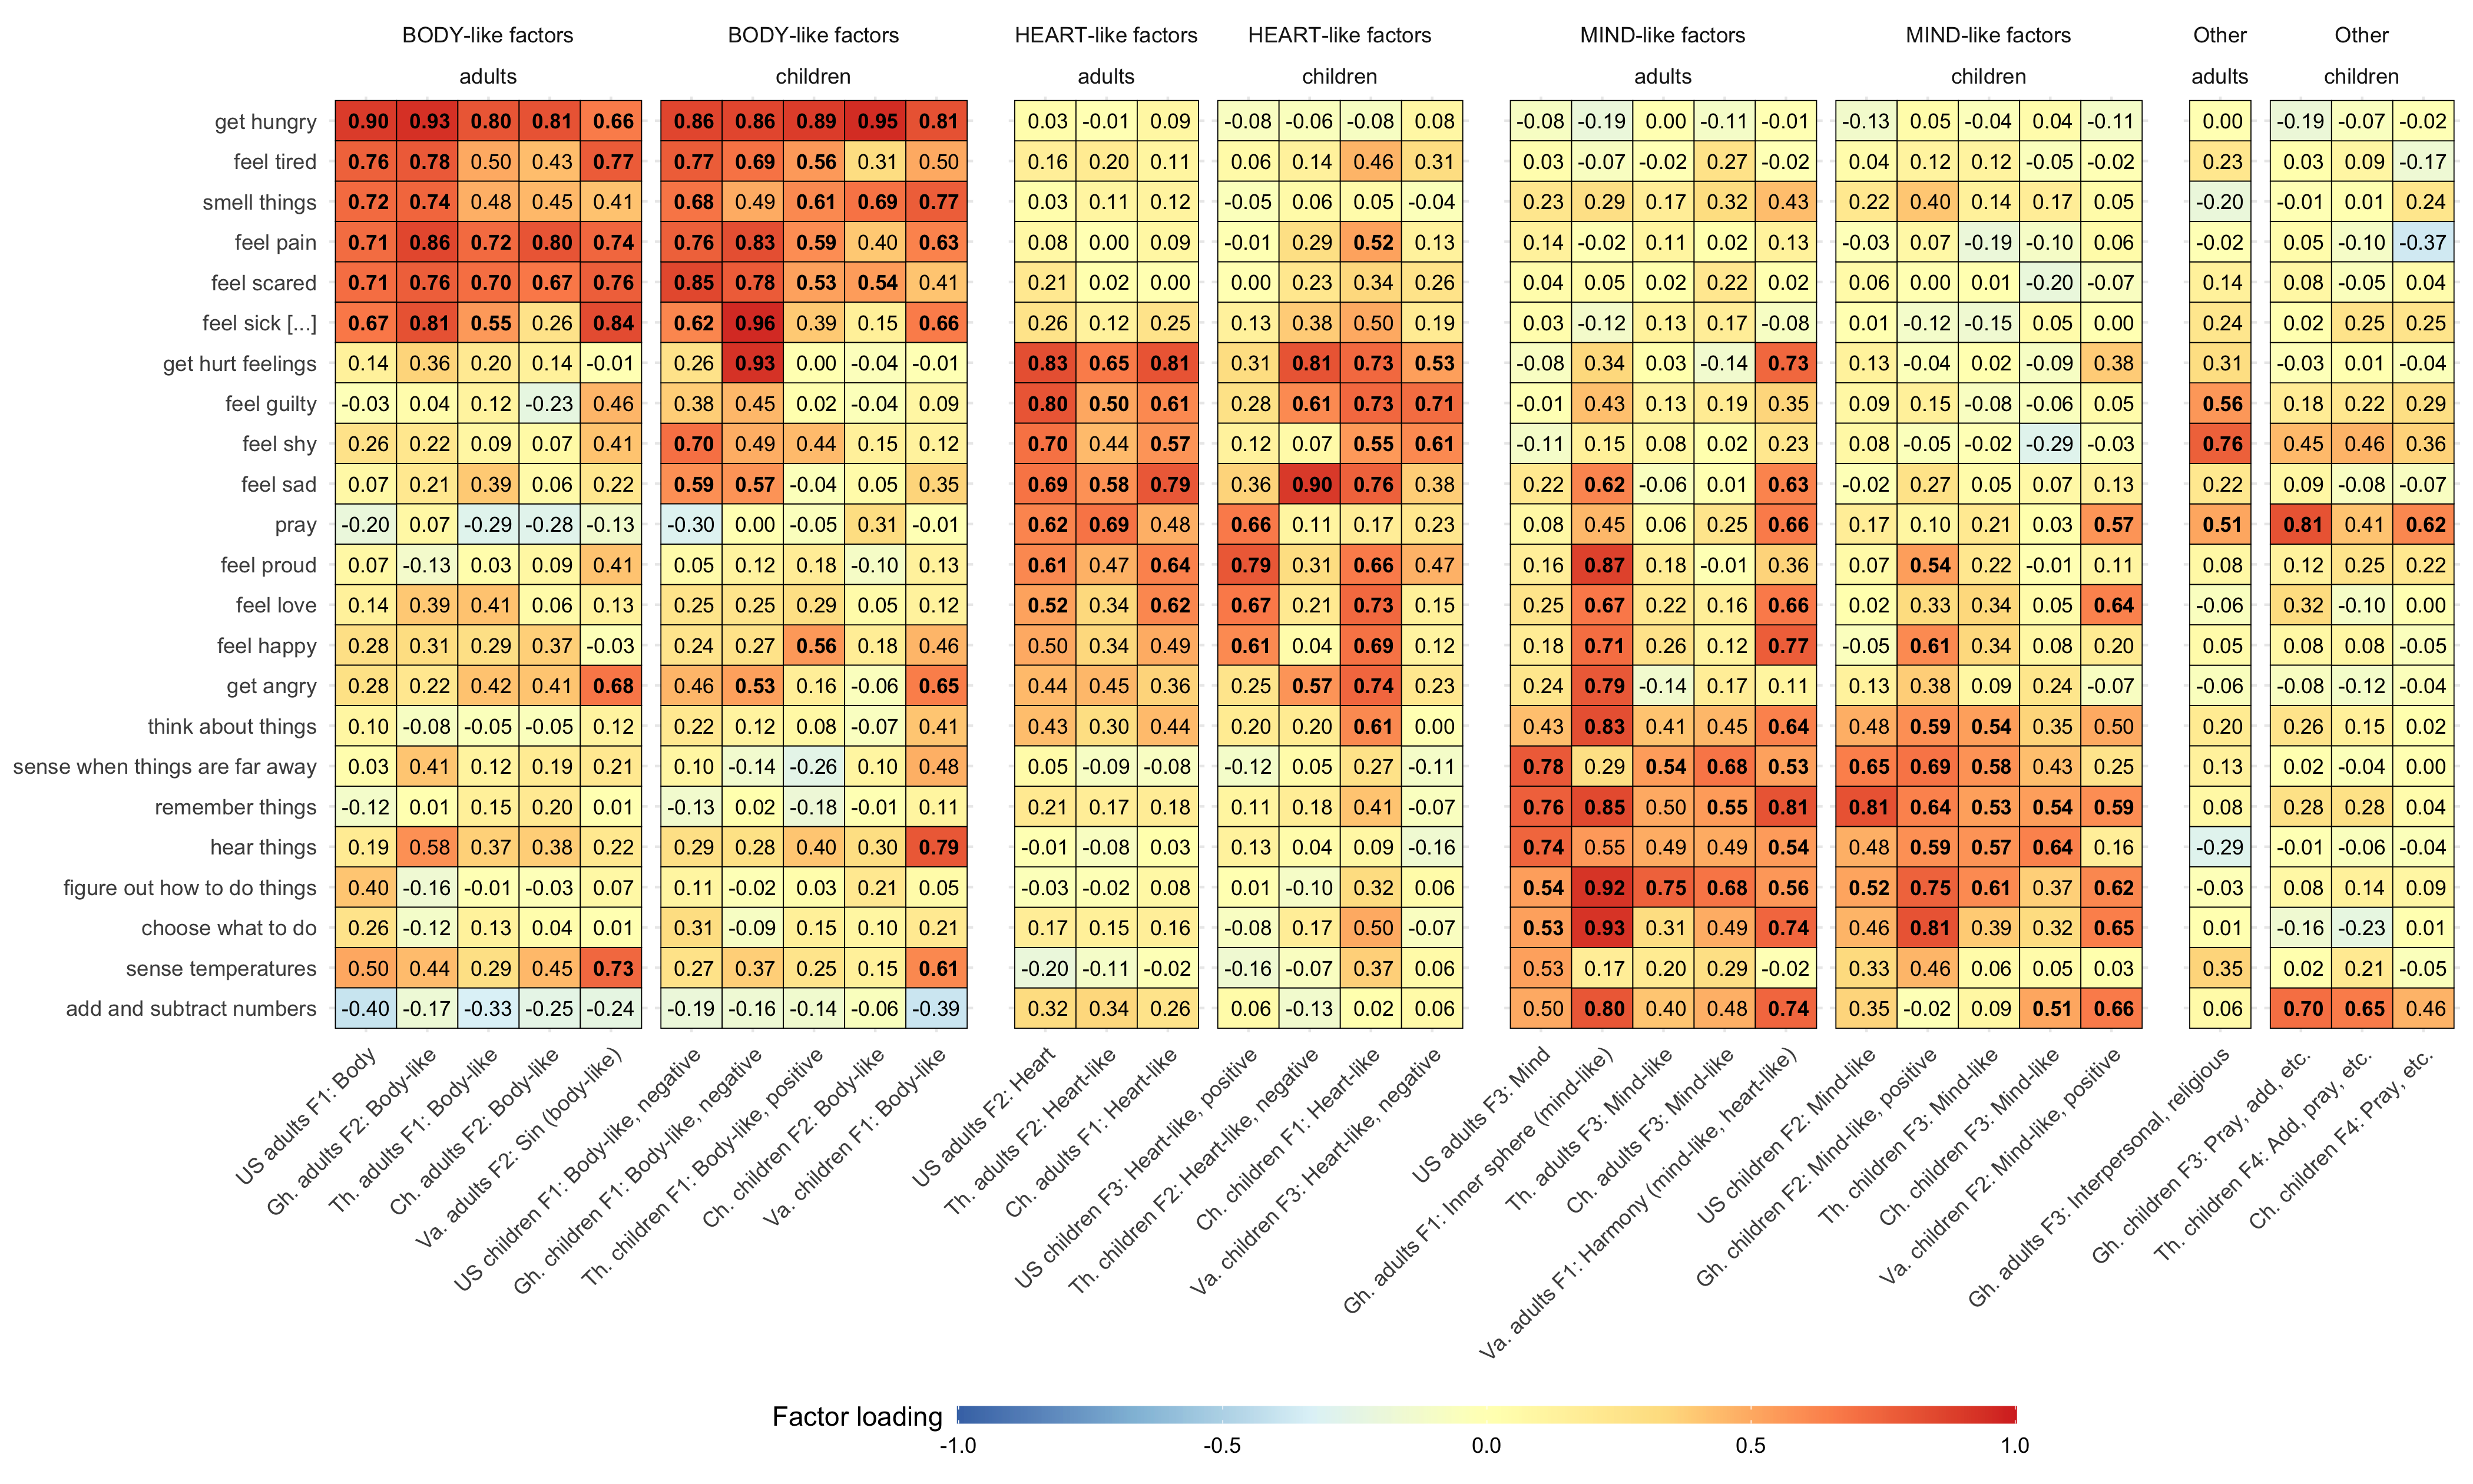 BODY-like factors BODY-like factors HEART-like factors HEART-like factors MIND-like factors MIND-like factors Other Other
adults children adults children adults children adults children
get hungry 0.90 0.93 0.80 0.81 0.66 0.86 0.86 0.89 0.95 0.81 0.03 -0.01 0.09 -0.08 -0.06 -0.08 0.08 -0.08 -0.19 0.00 -0.11 -0.01 -0.13 0.05 -0.04 0.04 -0.11 0.00 -0.19 -0.07 -0.02
feel tired 0.76 0.78 0.50 0.43 0.77 0.77 0.69 0.56 0.31 0.50 0.16 0.20 0.11 0.06 0.14 0.46 0.31 0.03 -0.07 -0.02 0.27 -0.02 0.04 0.12 0.12 -0.05 -0.02 0.23 0.03 0.09 -0.17
smell things 0.72 0.74 0.48 0.45 0.41 0.68 0.49 0.61 0.69 0.77 0.03 0.11 0.12 -0.05 0.06 0.05 -0.04 0.23 0.29 0.17 0.32 0.43 0.22 0.40 0.14 0.17 0.05 -0.20 -0.01 0.01 0.24
feel pain 0.71 0.86 0.72 0.80 0.74 0.76 0.83 0.59 0.40 0.63 0.08 0.00 0.09 -0.01 0.29 0.52 0.13 0.14 -0.02 0.11 0.02 0.13 -0.03 0.07 -0.19 -0.10 0.06 -0.02 0.05 -0.10 -0.37
feel scared 0.71 0.76 0.70 0.67 0.76 0.85 0.78 0.53 0.54 0.41 0.21 0.02 0.00 0.00 0.23 0.34 0.26 0.04 0.05 0.02 0.22 0.02 0.06 0.00 0.01 -0.20 -0.07 0.14 0.08 -0.05 0.04
feel sick [...] 0.67 0.81 0.55 0.26 0.84 0.62 0.96 0.39 0.15 0.66 0.26 0.12 0.25 0.13 0.38 0.50 0.19 0.03 -0.12 0.13 0.17 -0.08 0.01 -0.12 -0.15 0.05 0.00 0.24 0.02 0.25 0.25
get hurt feelings 0.14 0.36 0.20 0.14 -0.01 0.26 0.93 0.00 -0.04 -0.01 0.83 0.65 0.81 0.31 0.81 0.73 0.53 -0.08 0.34 0.03 -0.14 0.73 0.13 -0.04 0.02 -0.09 0.38 0.31 -0.03 0.01 -0.04
feel guilty -0.03 0.04 0.12 -0.23 0.46 0.38 0.45 0.02 -0.04 0.09 0.80 0.50 0.61 0.28 0.61 0.73 0.71 -0.01 0.43 0.13 0.19 0.35 0.09 0.15 -0.08 -0.06 0.05 0.56 0.18 0.22 0.29
feel shy 0.26 0.22 0.09 0.07 0.41 0.70 0.49 0.44 0.15 0.12 0.70 0.44 0.57 0.12 0.07 0.55 0.61 -0.11 0.15 0.08 0.02 0.23 0.08 -0.05 -0.02 -0.29 -0.03 0.76 0.45 0.46 0.36
feel sad 0.07 0.21 0.39 0.06 0.22 0.59 0.57 -0.04 0.05 0.35 0.69 0.58 0.79 0.36 0.90 0.76 0.38 0.22 0.62 -0.06 0.01 0.63 -0.02 0.27 0.05 0.07 0.13 0.22 0.09 -0.08 -0.07
pray -0.20 0.07 -0.29 -0.28 -0.13 -0.30 0.00 -0.05 0.31 -0.01 0.62 0.69 0.48 0.66 0.11 0.17 0.23 0.08 0.45 0.06 0.25 0.66 0.17 0.10 0.21 0.03 0.57 0.51 0.81 0.41 0.62
feel proud 0.07 -0.13 0.03 0.09 0.41 0.05 0.12 0.18 -0.10 0.13 0.61 0.47 0.64 0.79 0.31 0.66 0.47 0.16 0.87 0.18 -0.01 0.36 0.07 0.54 0.22 -0.01 0.11 0.08 0.12 0.25 0.22
feel love 0.14 0.39 0.41 0.06 0.13 0.25 0.25 0.29 0.05 0.12 0.52 0.34 0.62 0.67 0.21 0.73 0.15 0.25 0.67 0.22 0.16 0.66 0.02 0.33 0.34 0.05 0.64 -0.06 0.32 -0.10 0.00
feel happy 0.28 0.31 0.29 0.37 -0.03 0.24 0.27 0.56 0.18 0.46 0.50 0.34 0.49 0.61 0.04 0.69 0.12 0.18 0.71 0.26 0.12 0.77 -0.05 0.61 0.34 0.08 0.20 0.05 0.08 0.08 -0.05
get angry 0.28 0.22 0.42 0.41 0.68 0.46 0.53 0.16 -0.06 0.65 0.44 0.45 0.36 0.25 0.57 0.74 0.23 0.24 0.79 -0.14 0.17 0.11 0.13 0.38 0.09 0.24 -0.07 -0.06 -0.08 -0.12 -0.04
think about things 0.10 -0.08 -0.05 -0.05 0.12 0.22 0.12 0.08 -0.07 0.41 0.43 0.30 0.44 0.20 0.20 0.61 0.00 0.43 0.83 0.41 0.45 0.64 0.48 0.59 0.54 0.35 0.50 0.20 0.26 0.15 0.02
sense when things are far away 0.03 0.41 0.12 0.19 0.21 0.10 -0.14 -0.26 0.10 0.48 0.05 -0.09 -0.08 -0.12 0.05 0.27 -0.11 0.78 0.29 0.54 0.68 0.53 0.65 0.69 0.58 0.43 0.25 0.13 0.02 -0.04 0.00
remember things -0.12 0.01 0.15 0.20 0.01 -0.13 0.02 -0.18 -0.01 0.11 0.21 0.17 0.18 0.11 0.18 0.41 -0.07 0.76 0.85 0.50 0.55 0.81 0.81 0.64 0.53 0.54 0.59 0.08 0.28 0.28 0.04
hear things 0.19 0.58 0.37 0.38 0.22 0.29 0.28 0.40 0.30 0.79 -0.01 -0.08 0.03 0.13 0.04 0.09 -0.16 0.74 0.55 0.49 0.49 0.54 0.48 0.59 0.57 0.64 0.16 -0.29 -0.01 -0.06 -0.04
figure out how to do things 0.40 -0.16 -0.01 -0.03 0.07 0.11 -0.02 0.03 0.21 0.05 -0.03 -0.02 0.08 0.01 -0.10 0.32 0.06 0.54 0.92 0.75 0.68 0.56 0.52 0.75 0.61 0.37 0.62 -0.03 0.08 0.14 0.09
choose what to do 0.26 -0.12 0.13 0.04 0.01 0.31 -0.09 0.15 0.10 0.21 0.17 0.15 0.16 -0.08 0.17 0.50 -0.07 0.53 0.93 0.31 0.49 0.74 0.46 0.81 0.39 0.32 0.65 0.01 -0.16 -0.23 0.01
sense temperatures 0.50 0.44 0.29 0.45 0.73 0.27 0.37 0.25 0.15 0.61 -0.20 -0.11 -0.02 -0.16 -0.07 0.37 0.06 0.53 0.17 0.20 0.29 -0.02 0.33 0.46 0.06 0.05 0.03 0.35 0.02 0.21 -0.05
add and subtract numbers -0.40 -0.17 -0.33 -0.25 -0.24 -0.19 -0.16 -0.14 -0.06 -0.39 0.32 0.34 0.26 0.06 -0.13 0.02 0.06 0.50 0.80 0.40 0.48 0.74 0.35 -0.02 0.09 0.51 0.66 0.06 0.70 0.65 0.46
US adults F1: Body
Gh. adults F2: Body-like
Th. adults F1: Body-like
Ch. adults F2: Body-like
Va. adults F2: Sin (body-like)
US children F1: Body-like, negative
Gh. children F1: Body-like, negative
Th. children F1: Body-like, positive
Ch. children F2: Body-like
Va. children F1: Body-like
US adults F2: Heart
Th. adults F2: Heart-like
Ch. adults F1: Heart-like
US children F3: Heart-like, positive
Th. children F2: Heart-like, negative
Ch. children F1: Heart-like
Va. children F3: Heart-like, negative
US adults F3: Mind
Gh. adults F1: Inner sphere (mind-like)
Th. adults F3: Mind-like
Ch. adults F3: Mind-like
Va. adults F1: Harmony (mind-like, heart-like)
US children F2: Mind-like
Gh. children F2: Mind-like, positive
Th. children F3: Mind-like
Ch. children F3: Mind-like
Va. children F2: Mind-like, positive
Gh. adults F3: Interpersonal, religious
Gh. children F3: Pray, add, etc.
Th. children F4: Add, pray, etc.
Ch. children F4: Pray, etc.
Factor loading
-1.0 -0.5 0.0 0.5 1.0